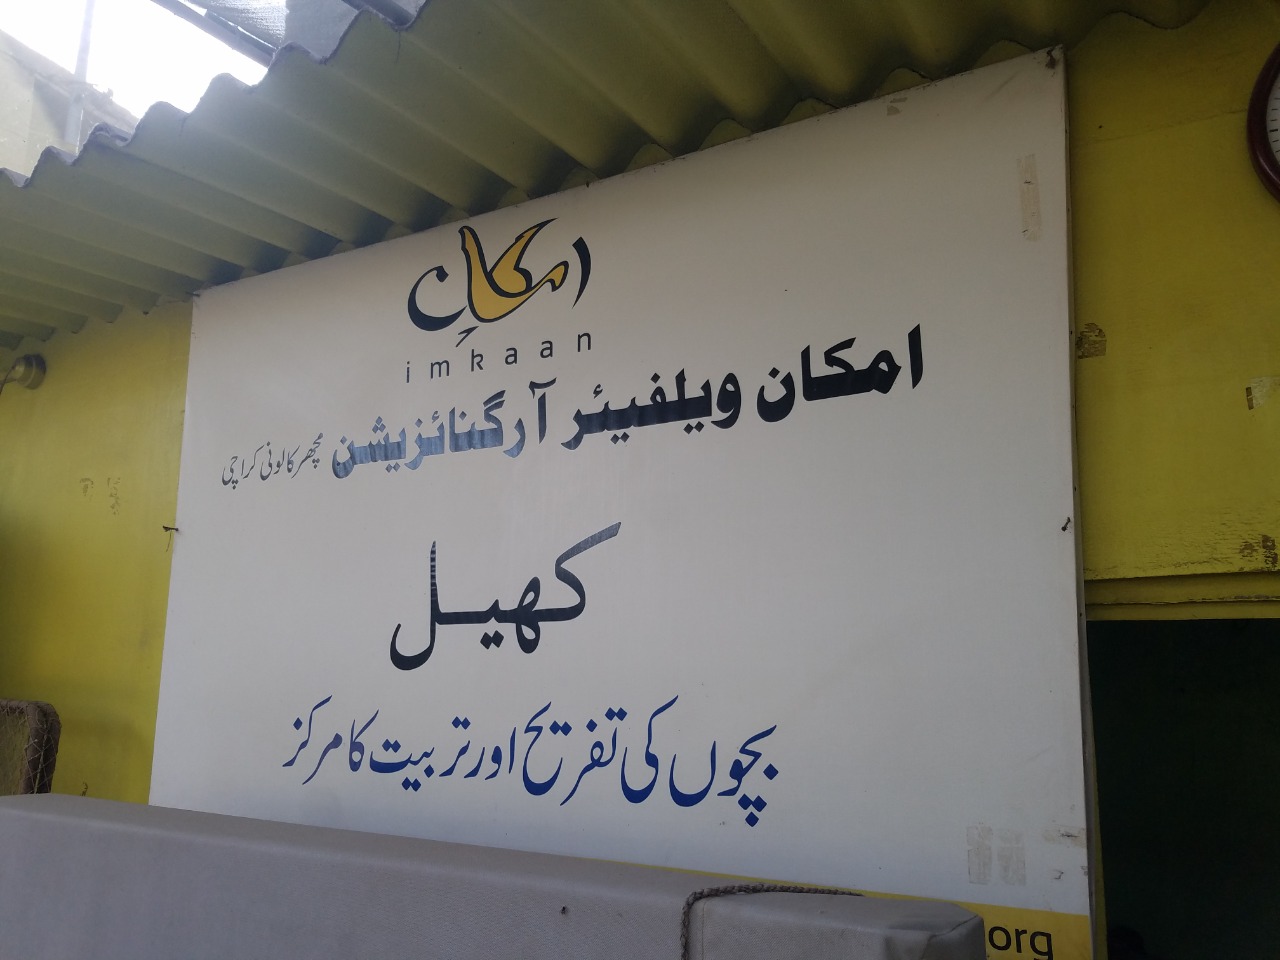 امکان
imkaan
امکان ویلفیئر آرگنائزیشن مچھر کالونی کراچی
کھیل
بچوں کی تفریح اور تربیت کا مرکز
org